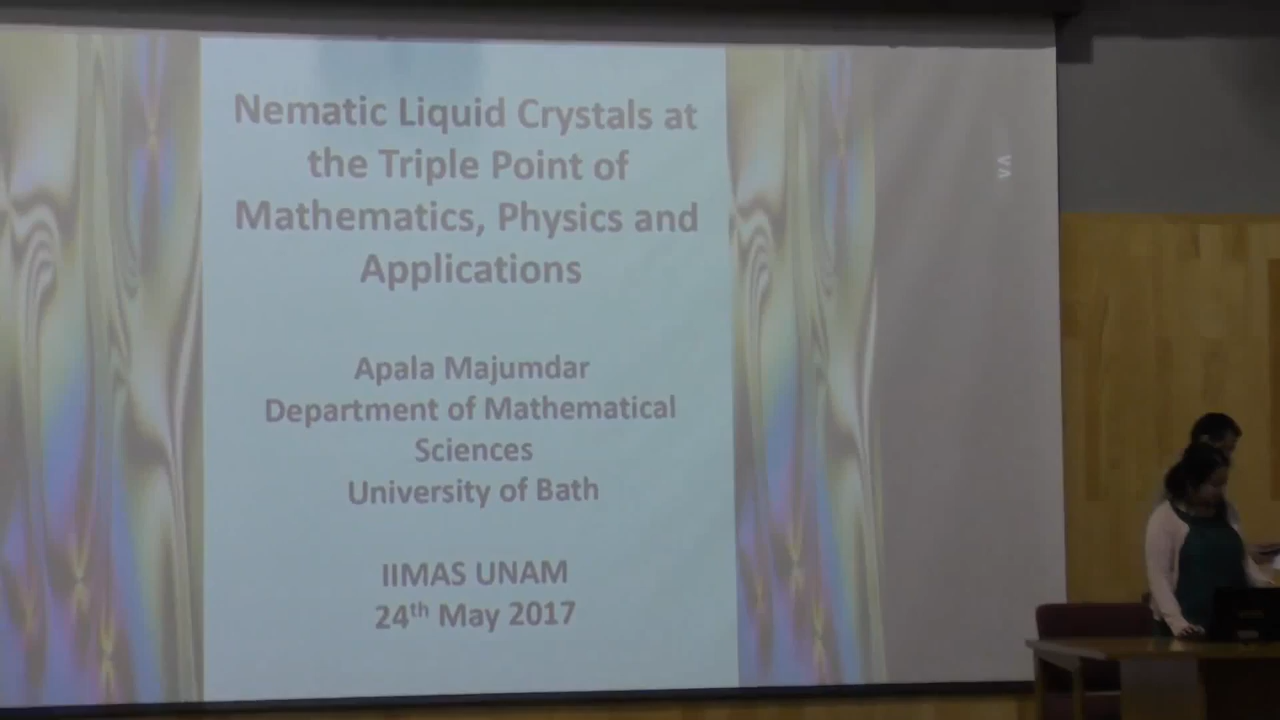 Nematic Liquid Crystals at
the Triple Point of
Mathematics, Physics and
Applications
Apala Majumdar
Department of Mathematical
Sciences
University of Bath
IIMAS UNAM
24th May 2017